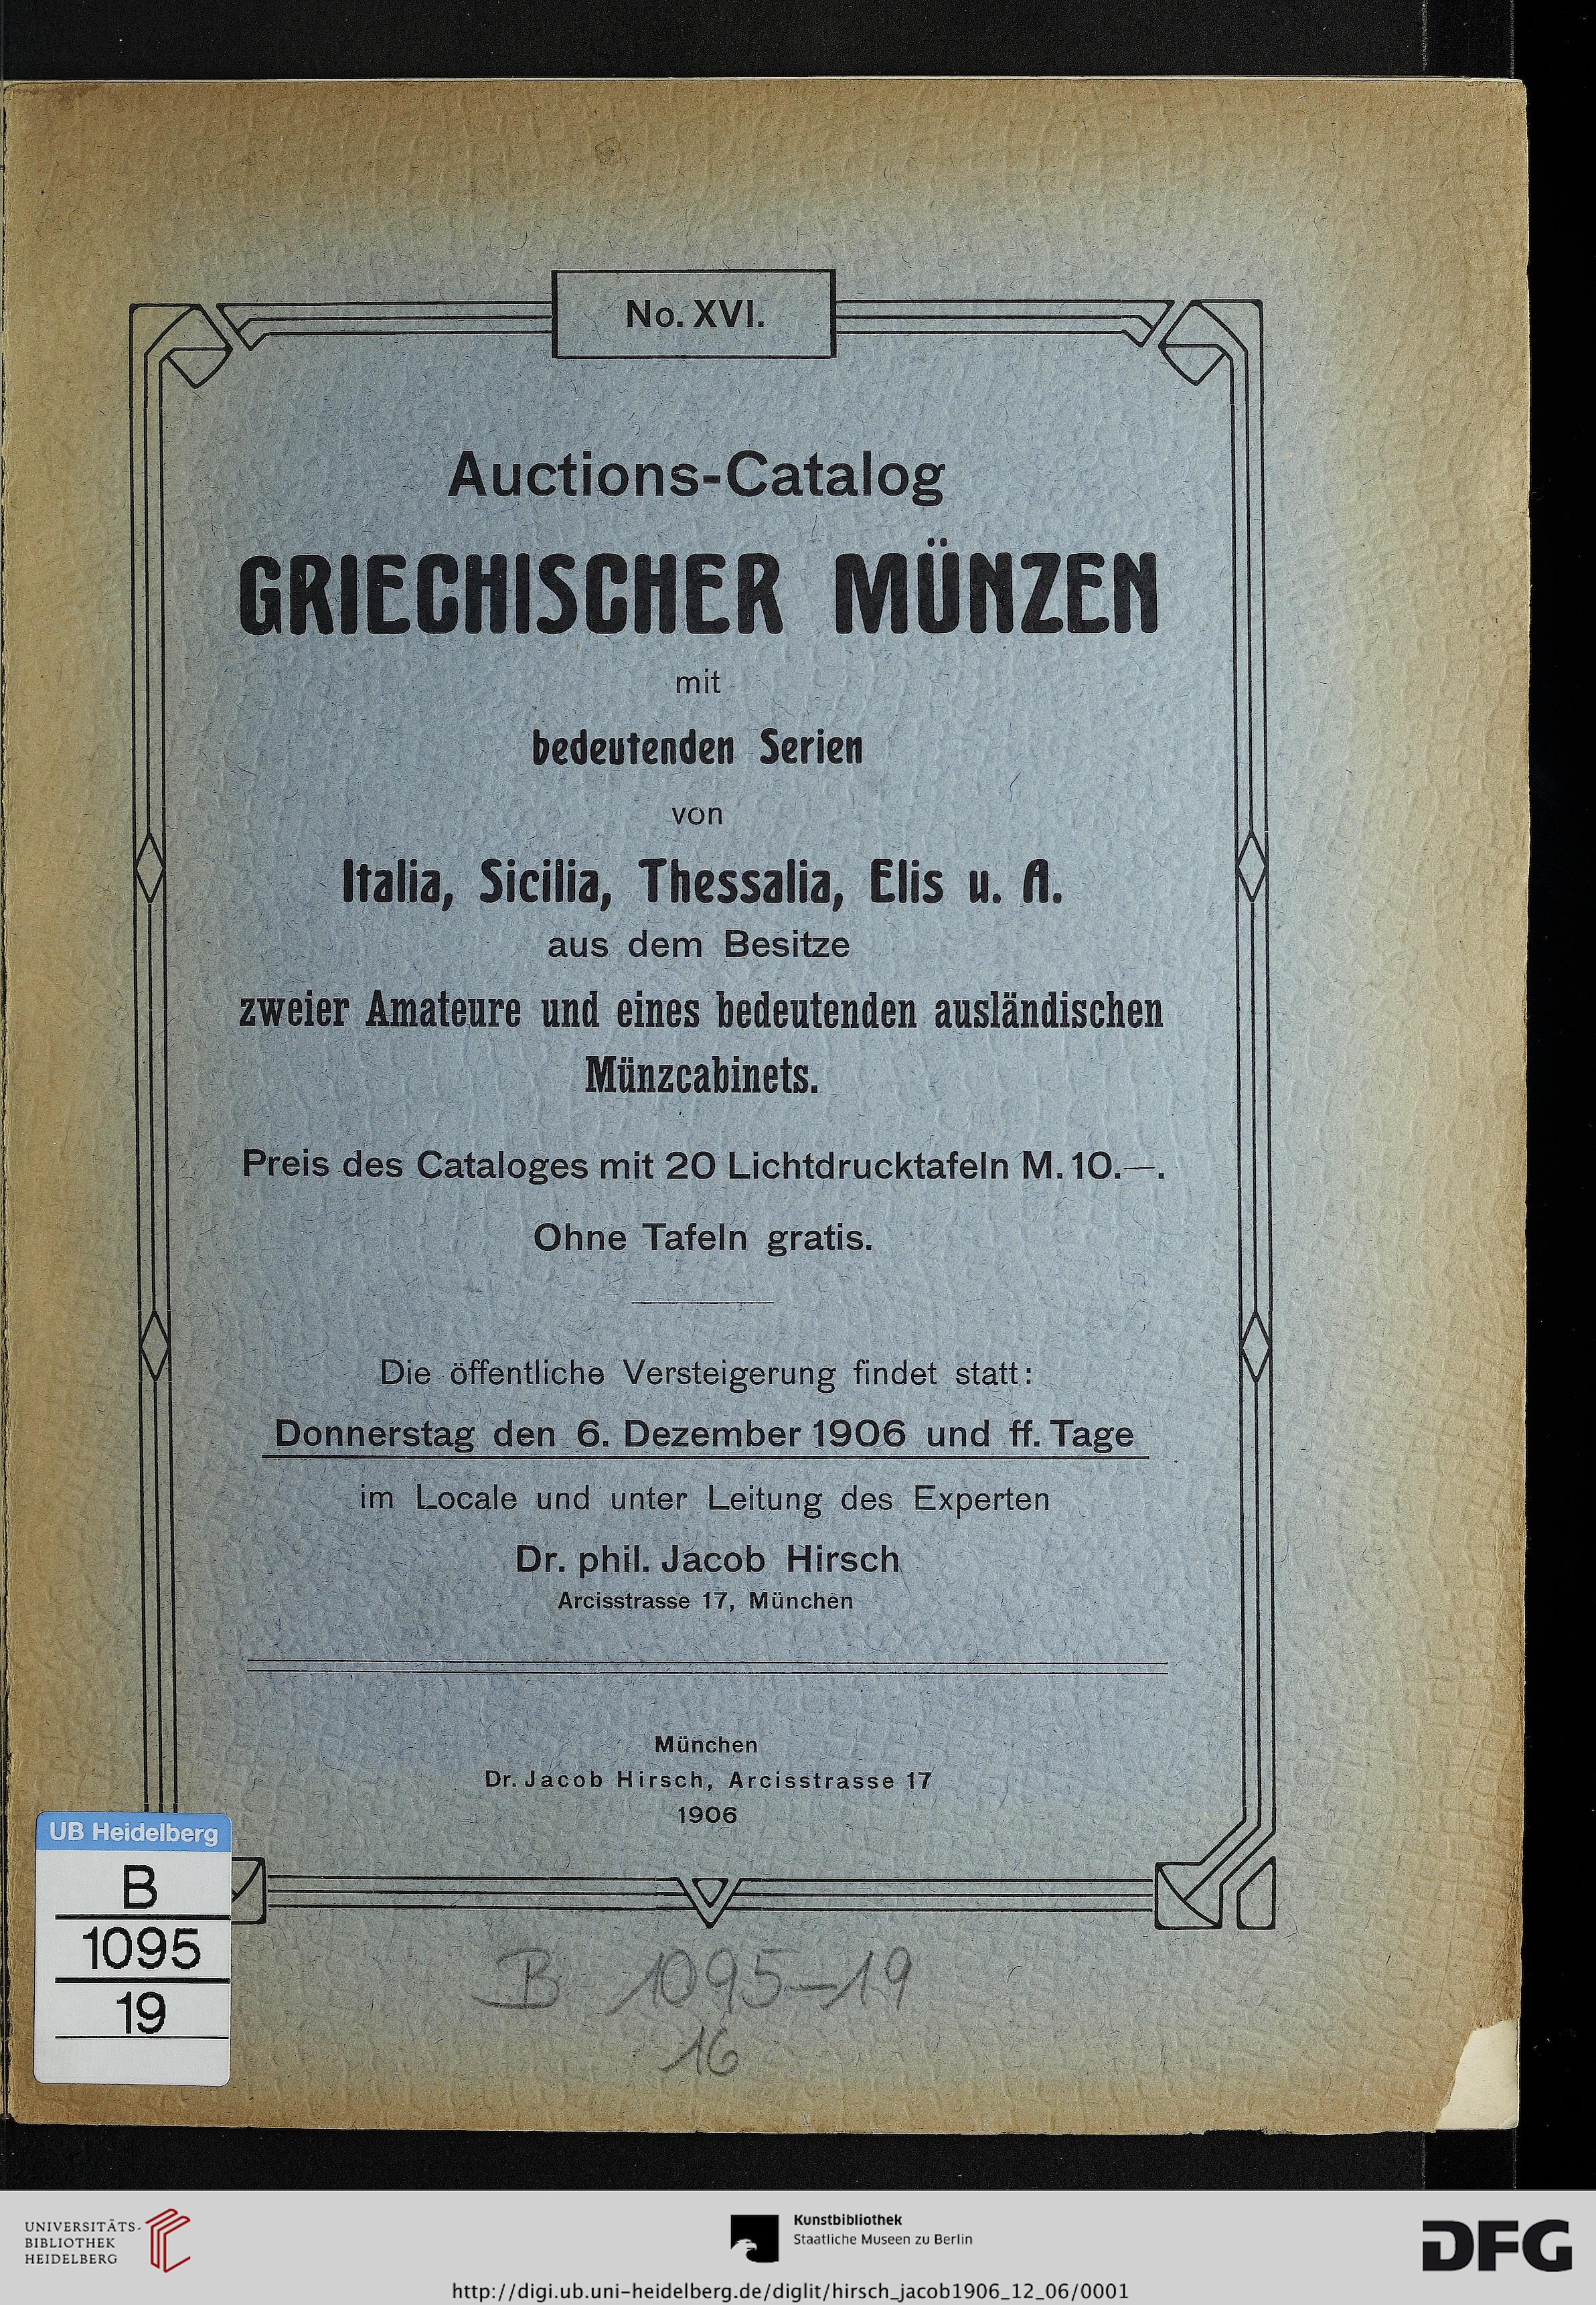 No. XVI.
Auctions-Catalog
GRIECHISCHER MÜNZEN
mit
bedeutenden Serien
von
Italia, Sicilia, Thessalia, Elis u. A.
aus dem Besitze
zweier Amateure und eines bedeutenden ausländischen
Münzcabinets.
Preis des Cataloges mit 20 Lichtdrucktafeln M. 10.—.
Ohne Tafeln gratis.
Die öffentliche Versteigerung findet statt:
Donnerstag den 6. Dezember 1906 und ff. Tage
im Locale und unter Leitung des Experten
Dr. phil. Jacob Hirsch
Arcisstrasse 17, München
München
Dr. Jacob Hirsch, Arcisstrasse 17
1906
UB Heidelberg
B
1095
19
B 1095-19
16
UNIVERSITÄTS-
BIBLIOTHEK
HEIDELBERG
Kunstbibliothek
Staatliche Museen zu Berlin
DFG
http://digi.ub.uni-heidelberg.de/diglit/hirsch_jacob1906_12_06/0001